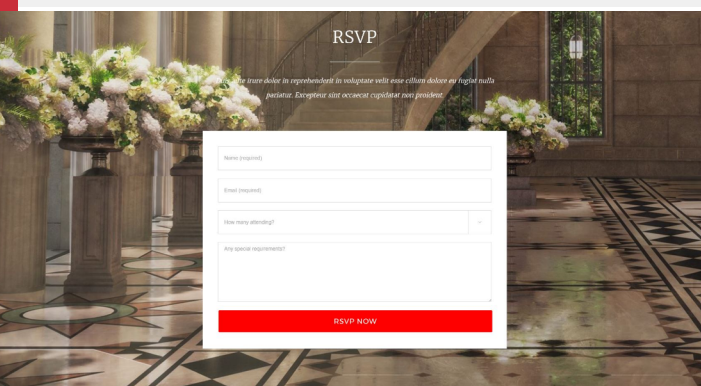 RSVP
irure dolor in reprehenderit in voluptate velit esse cillum dolore eu fugiat nulla
pariatur. Excepteur sint occaecat cupidatat non proident
Name (required)
Email (required)
How many attending?
Any special requirements?
RSVP NOW